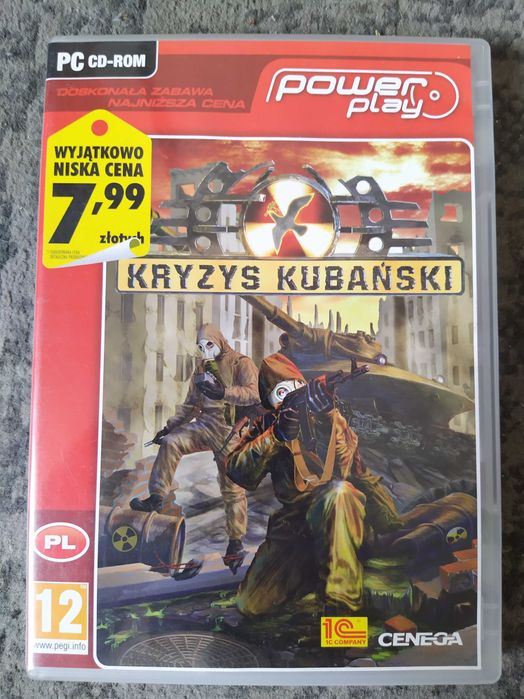 PC CD-ROM
DOSKONAŁA ZABAWA
NAJNIŻSZA CENA
power play
WYJĄTKOWO
NISKA CENA
7,99
złotych
KRYZYS KUBAŃSKI
PL
12
www.pegi.info
1C
1C COMPANY
CENEGA